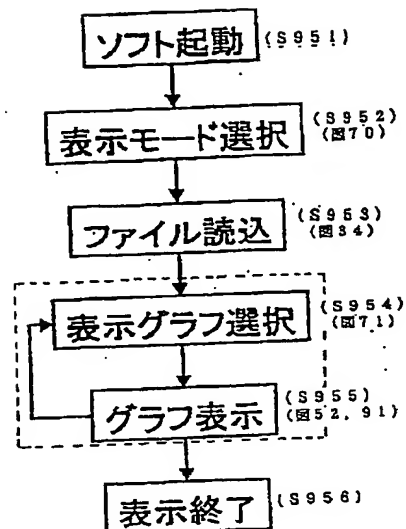 ソフト起動 (S951)
表示モード選択 (S952)
(図70)
ファイル読込 (S953)
(図34)
表示グラフ選択 (S954)
(図71)
グラフ表示 (S955)
(図52, 91)
表示終了 (S956)